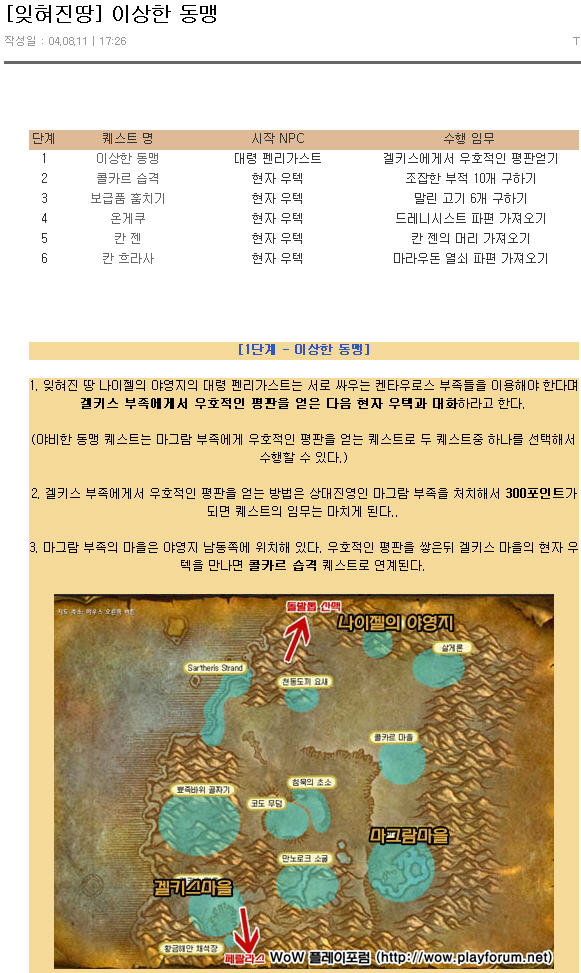 [잊혀진땅] 이상한 동맹
작성일 : 04.08.11 | 17:26 T
단계 퀘스트 명 시작 NPC 수행 임무
1 이상한 동맹 대령 펜리가스트 겔키스에게서 우호적인 평판얻기
2 콜카르 습격 현자 우텍 조잡한 부적 10개 구하기
3 보급품 훔치기 현자 우텍 말린 고기 6개 구하기
4 온게쿠 현자 우텍 드레니시스트 파편 가져오기
5 칸 젠 현자 우텍 칸 젠의 머리 가져오기
6 칸 흐라사 현자 우텍 마라우돈 열쇠 파편 가져오기
[1단계 - 이상한 동맹]
1. 잊혀진 땅 나이젤의 야영지의 대령 펜리가스트는 서로 싸우는 켄타우로스 부족들을 이용해야 한다며
겔키스 부족에게서 우호적인 평판을 얻은 다음 현자 우텍과 대화하라고 한다.
(야비한 동맹 퀘스트는 마그람 부족에게 우호적인 평판을 얻는 퀘스트로 두 퀘스트중 하나를 선택해서
수행할 수 있다.)
2. 겔키스 부족에게서 우호적인 평판을 얻는 방법은 상대진영인 마그람 부족을 처치해서 300포인트가
되면 퀘스트의 임무는 마치게 된다..
3. 마그람 부족의 마을은 야영지 남동쪽에 위치해 있다. 우호적인 평판을 쌓은뒤 겔키스 마을의 현자 우
텍을 만나면 콜카르 습격 퀘스트로 연계된다.
지도 축소: 마우스 오른쪽 버튼
돌발톱 산맥
나이젤의 야영지
살게론
Sartheris Strand
천둥도끼 요새
콜카르 마을
뾰족바위 골짜기
침묵의 초소
코도 무덤
마그람마을
만노로크 소굴
겔키스마을
황금해안 채석장
페랄라스
WoW 플레이포럼 (http://wow.playforum.net)